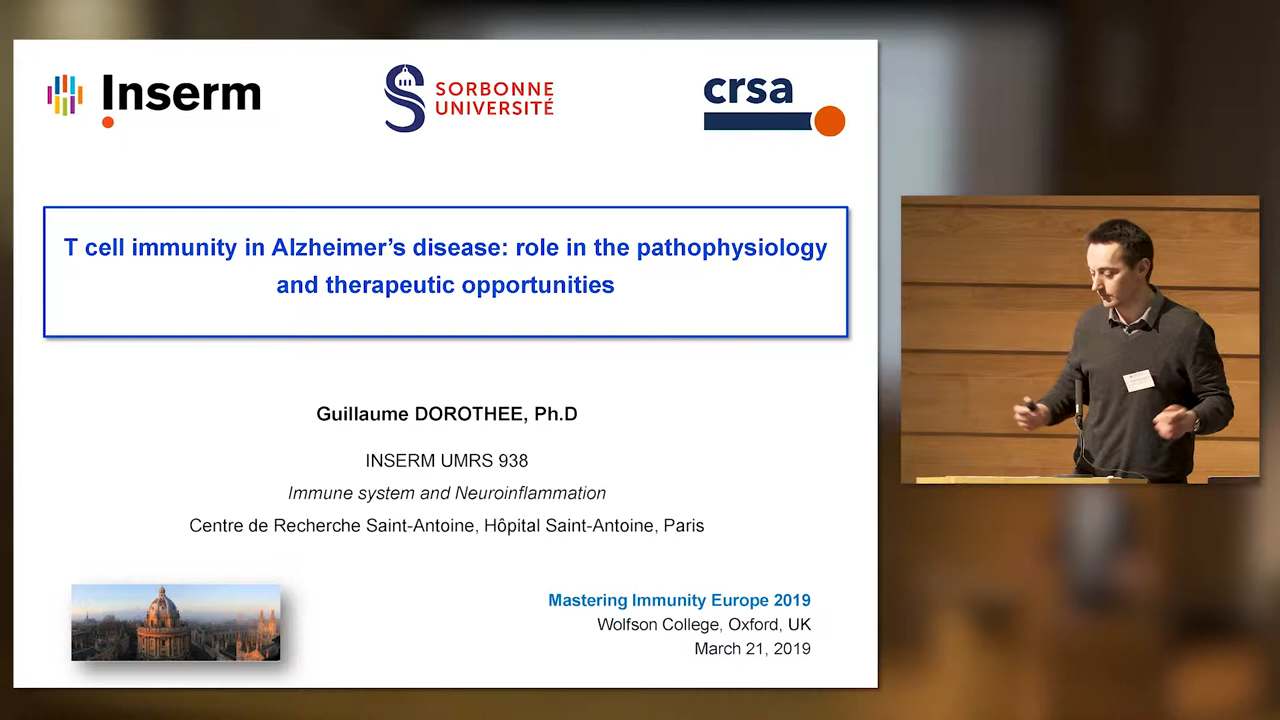 Inserm
SORBONNE
UNIVERSITÉ
crsa
T cell immunity in Alzheimer’s disease: role in the pathophysiology
and therapeutic opportunities
Guillaume DOROTHEE, Ph.D
INSERM UMRS 938
Immune system and Neuroinflammation
Centre de Recherche Saint-Antoine, Hôpital Saint-Antoine, Paris
Mastering Immunity Europe 2019
Wolfson College, Oxford, UK
March 21, 2019